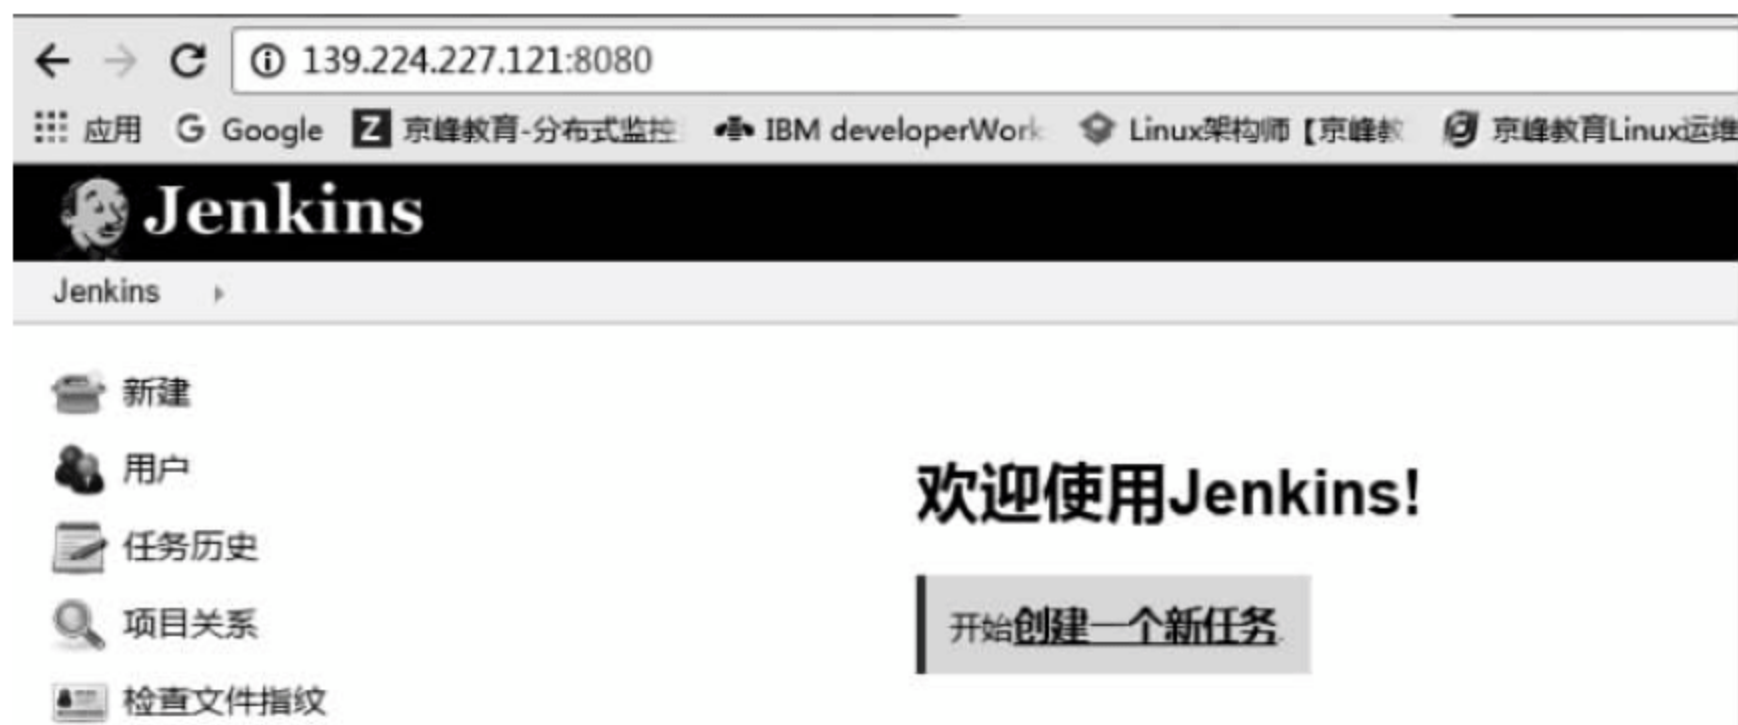 139.224.227.121:8080
应用 Google 京峰教育-分布式监控 IBM developerWork Linux架构师【京峰教 京峰教育Linux运维
Jenkins
Jenkins
新建
用户
任务历史
项目关系
检查文件指纹
欢迎使用Jenkins!
开始创建一个新任务.